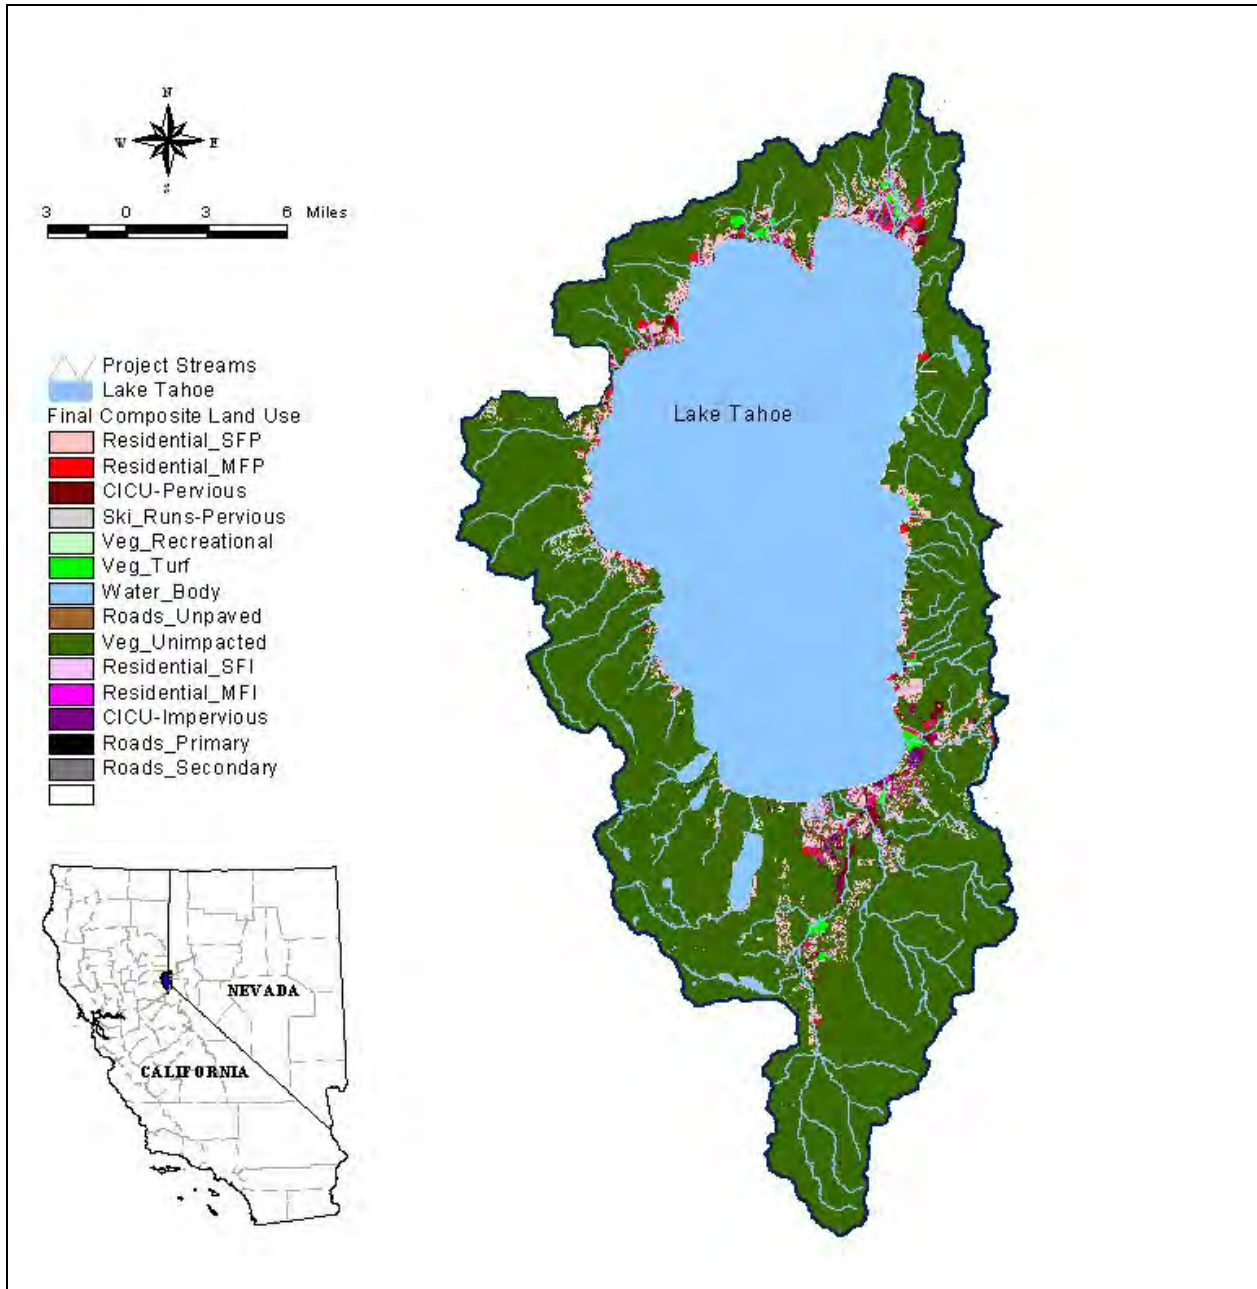 N
W E
S
3 0 3 6 Miles
Project Streams
Lake Tahoe
Final Composite Land Use
Residential_SFP
Residential_MFP
CICU-Pervious
Ski_Runs-Pervious
Veg_Recreational
Veg_Turf
Water_Body
Roads_Unpaved
Veg_Unimpacted
Residential_SFI
Residential_MFI
CICU-Impervious
Roads_Primary
Roads_Secondary
Lake Tahoe
NEVADA
CALIFORNIA